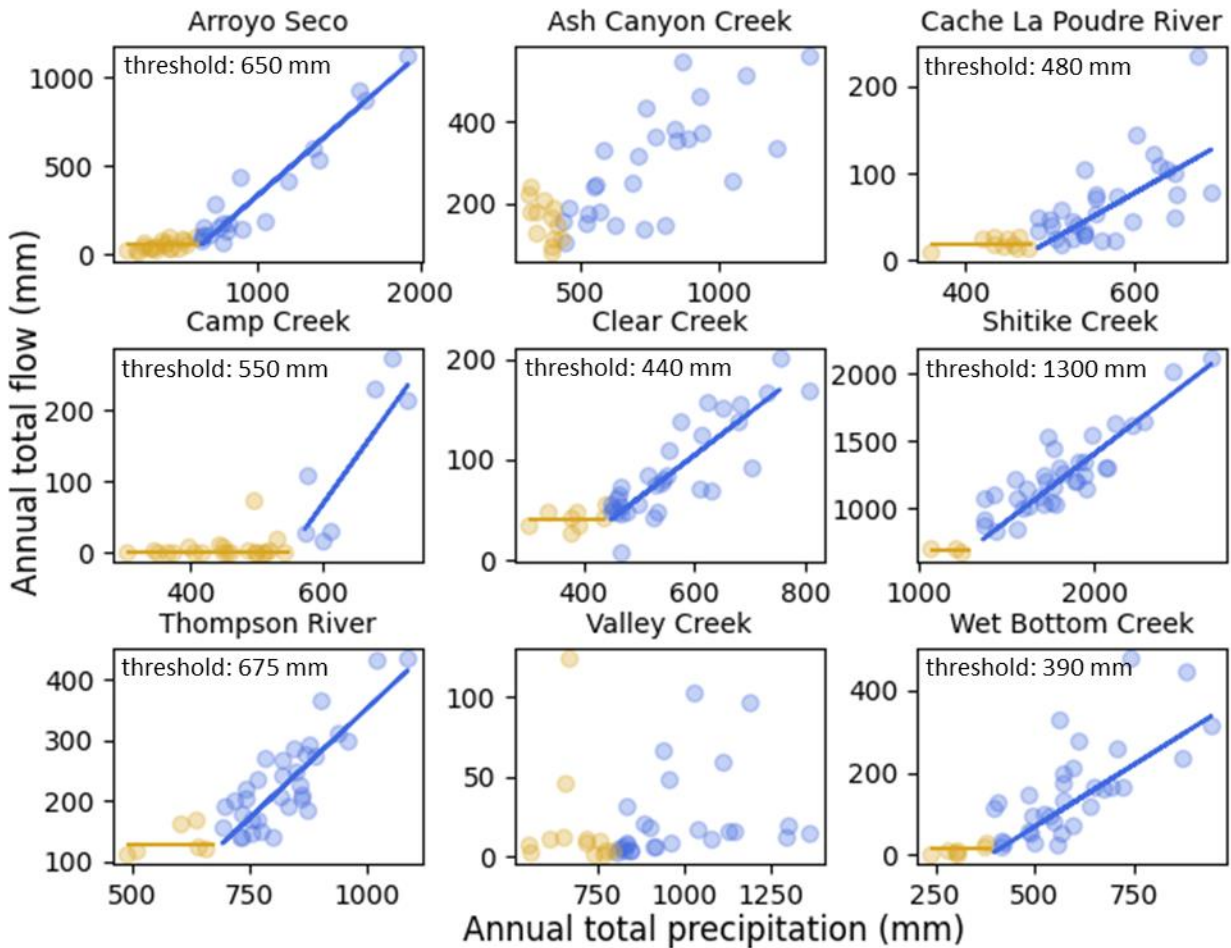 Arroyo Seco
Ash Canyon Creek
Cache La Poudre River
threshold: 650 mm
threshold: 480 mm
1000
500
0
400
200
200
100
0
1000
2000
500
1000
400
600
Camp Creek
Clear Creek
Shitike Creek
threshold: 550 mm
threshold: 440 mm
threshold: 1300 mm
200
100
0
200
100
0
2000
1500
1000
400
600
400
600
800
1000
2000
Thompson River
Valley Creek
Wet Bottom Creek
threshold: 675 mm
threshold: 390 mm
400
300
200
100
100
50
0
400
200
0
500
750
1000
750
1000
1250
250
500
750
Annual total flow (mm)
Annual total precipitation (mm)